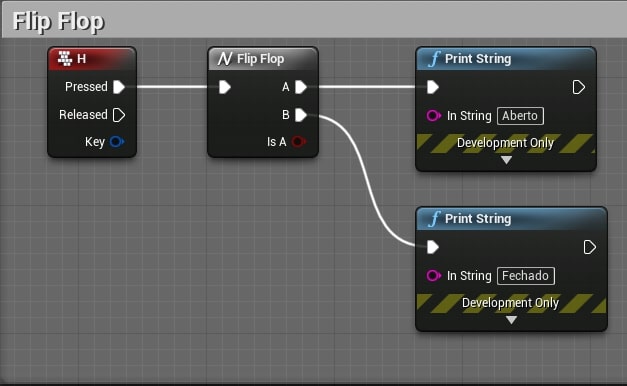 Flip Flop
H
Pressed
Released
Key
Flip Flop
A
B
Is A
Print String
In String Aberto
Development Only
Print String
In String Fechado
Development Only